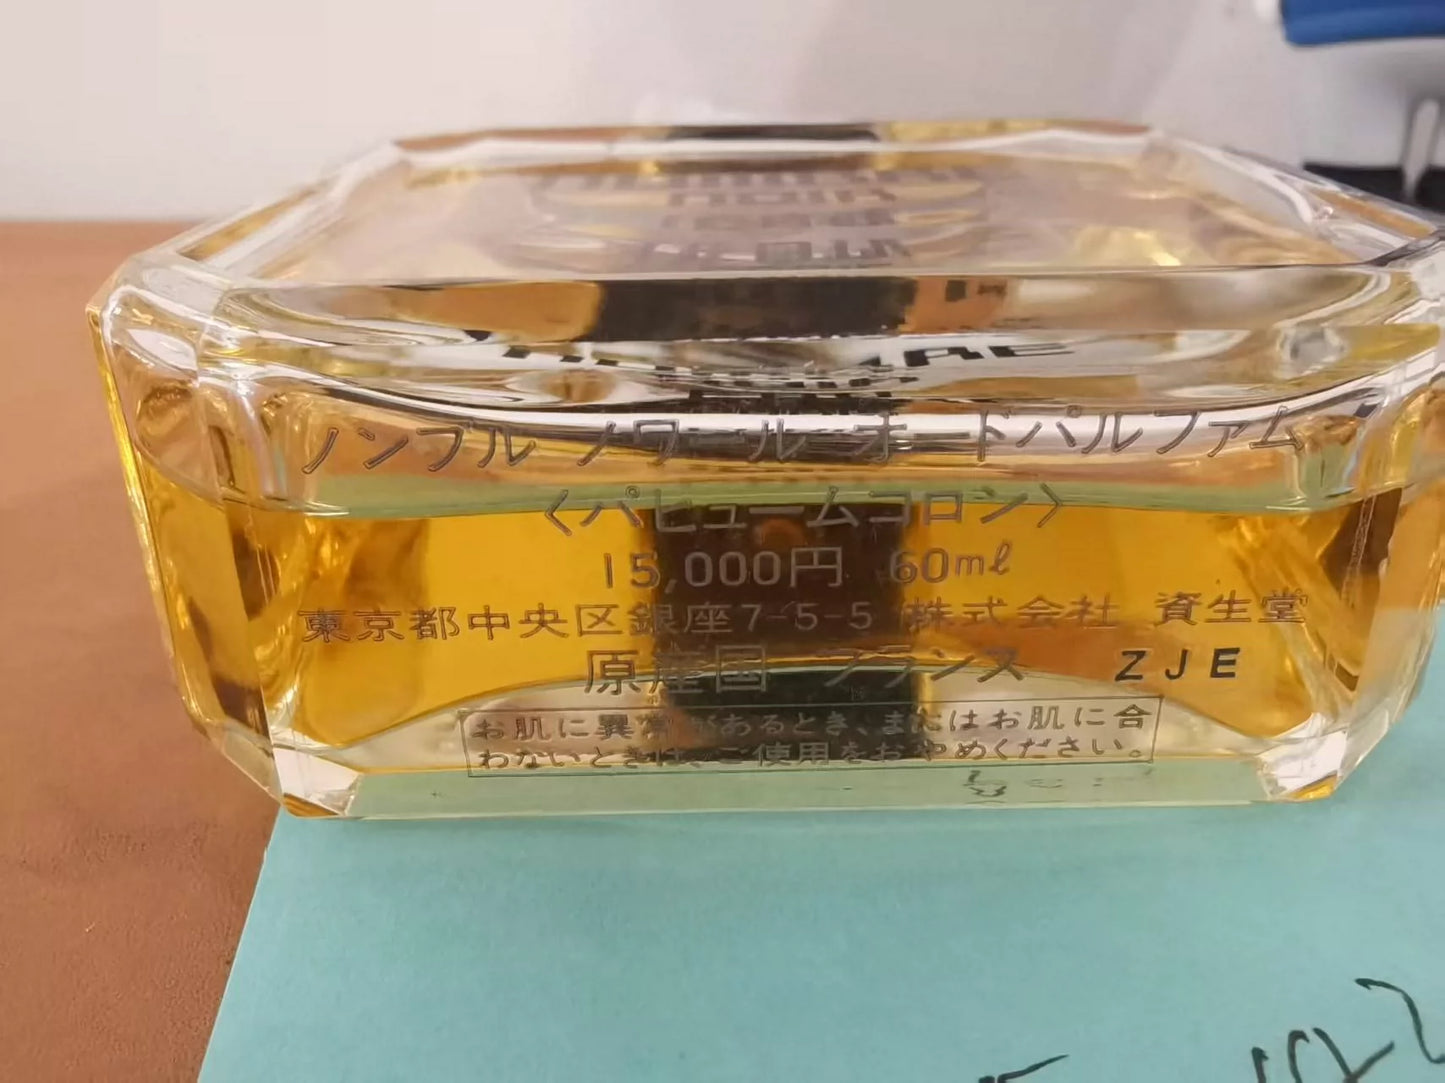 ノンブル ノワール オードパルファム
〈パヒュームコロン〉
15,000円 60mℓ
東京都中央区銀座7-5-5 株式会社 資生堂
原産国 フランス ZJE
お肌に異常があるとき、またはお肌に合
わないときは、ご使用をおやめください。